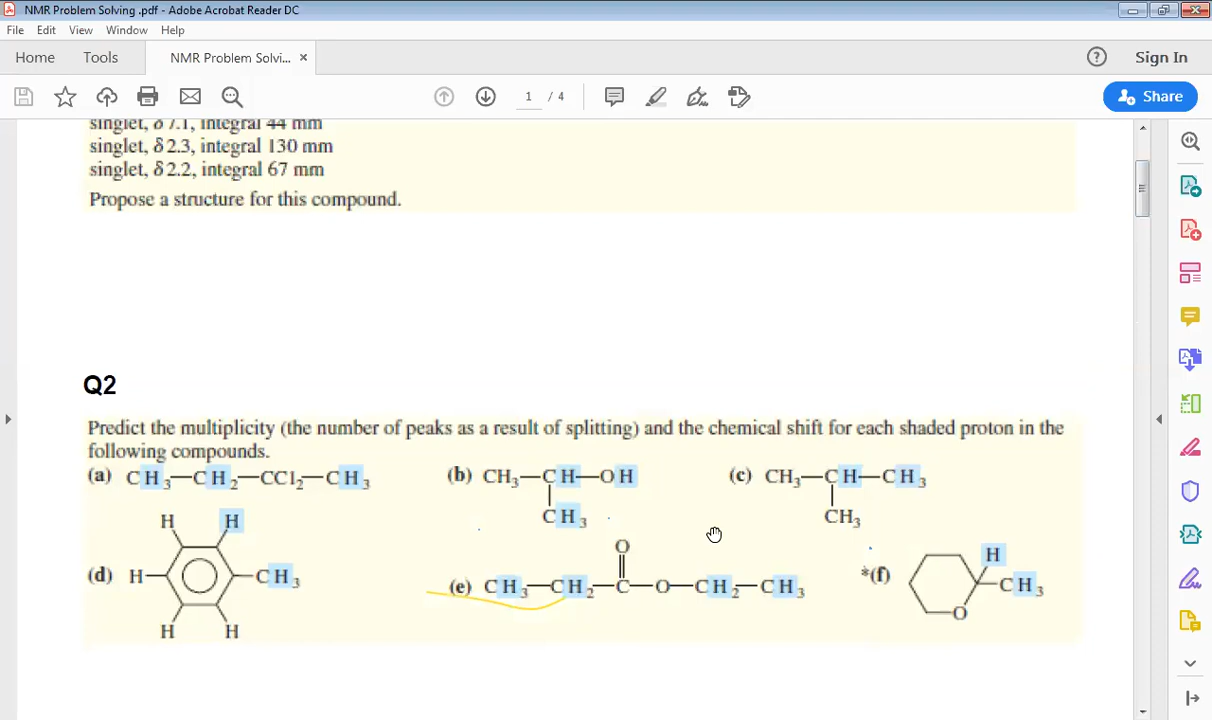 NMR Problem Solving .pdf - Adobe Acrobat Reader DC
File Edit View Window Help
Home Tools NMR Problem Solvi... × Sign In
1 / 4 Share
singlet, δ 7.1, integral 44 mm
singlet, δ 2.3, integral 130 mm
singlet, δ 2.2, integral 67 mm
Propose a structure for this compound.
Q2
Predict the multiplicity (the number of peaks as a result of splitting) and the chemical shift for each shaded proton in the
following compounds.
(a) CH₃—CH₂—CCl₂—CH₃ (b) CH₃—CH—OH (c) CH₃—CH—CH₃
CH₃ CH₃
H H
(d) H CH₃
H H
O
(e) CH₃—CH₂—C—O—CH₂—CH₃
*(f) H
CH₃
O